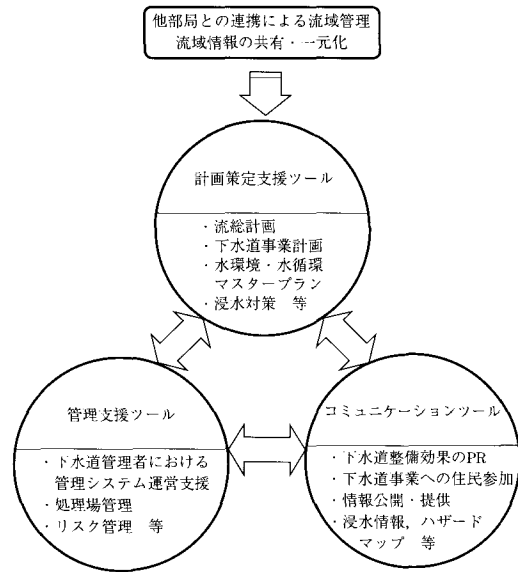 他部局との連携による流域管理
流域情報の共有・一元化
計画策定支援ツール
・流総計画
・下水道事業計画
・水環境・水循環
マスタープラン
・浸水対策 等
管理支援ツール
・下水道管理者における
管理システム運営支援
・処理場管理
・リスク管理 等
コミュニケーションツール
・下水道整備効果のPR
・下水道事業への住民参加
・情報公開・提供
・浸水情報，ハザード
マップ 等